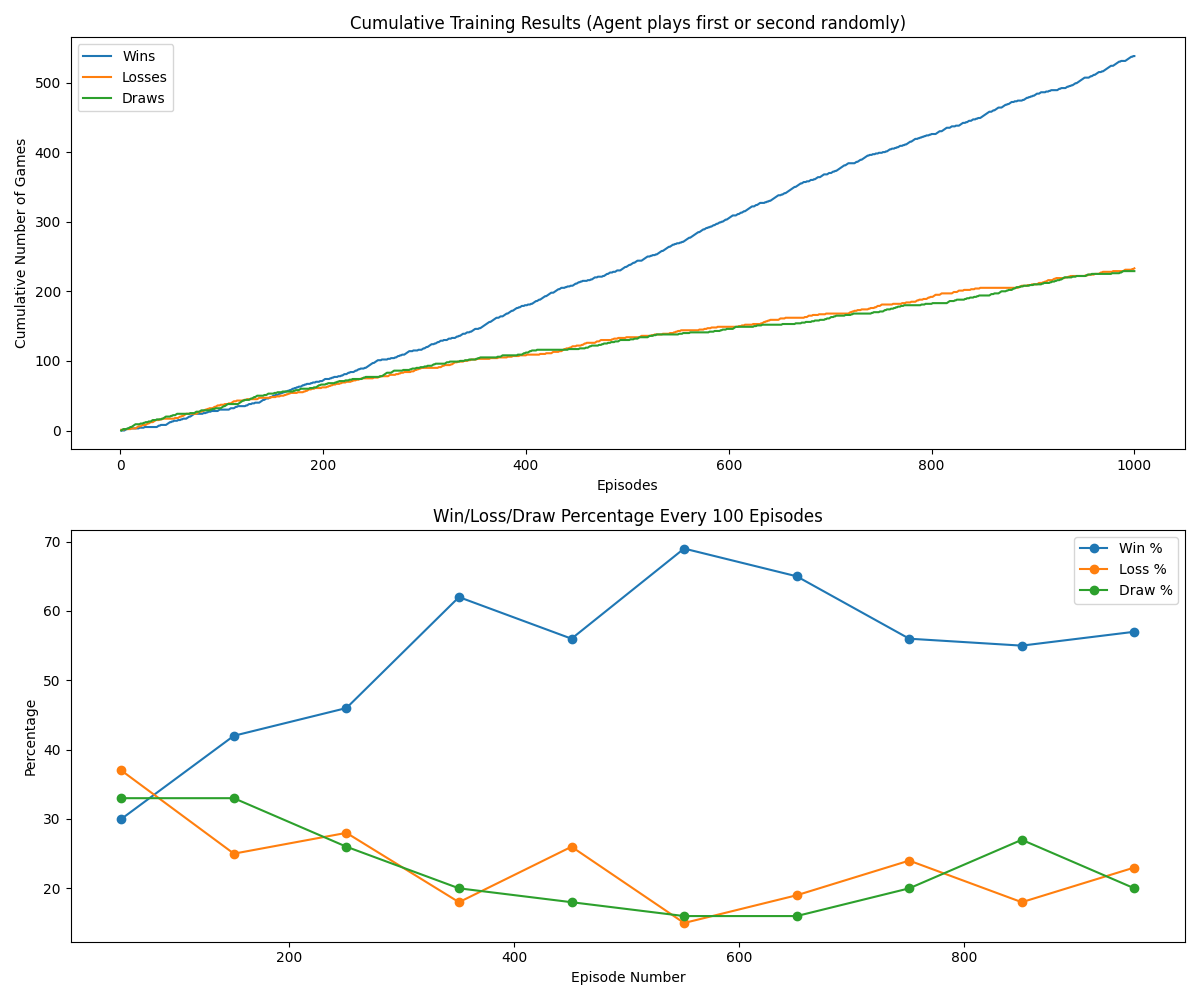 Cumulative Training Results (Agent plays first or second randomly)
Wins
Losses
Draws
Cumulative Number of Games
500
400
300
200
100
0
0 200 400 600 800 1000
Episodes
Win/Loss/Draw Percentage Every 100 Episodes
Win %
Loss %
Draw %
Percentage
70
60
50
40
30
20
200 400 600 800
Episode Number